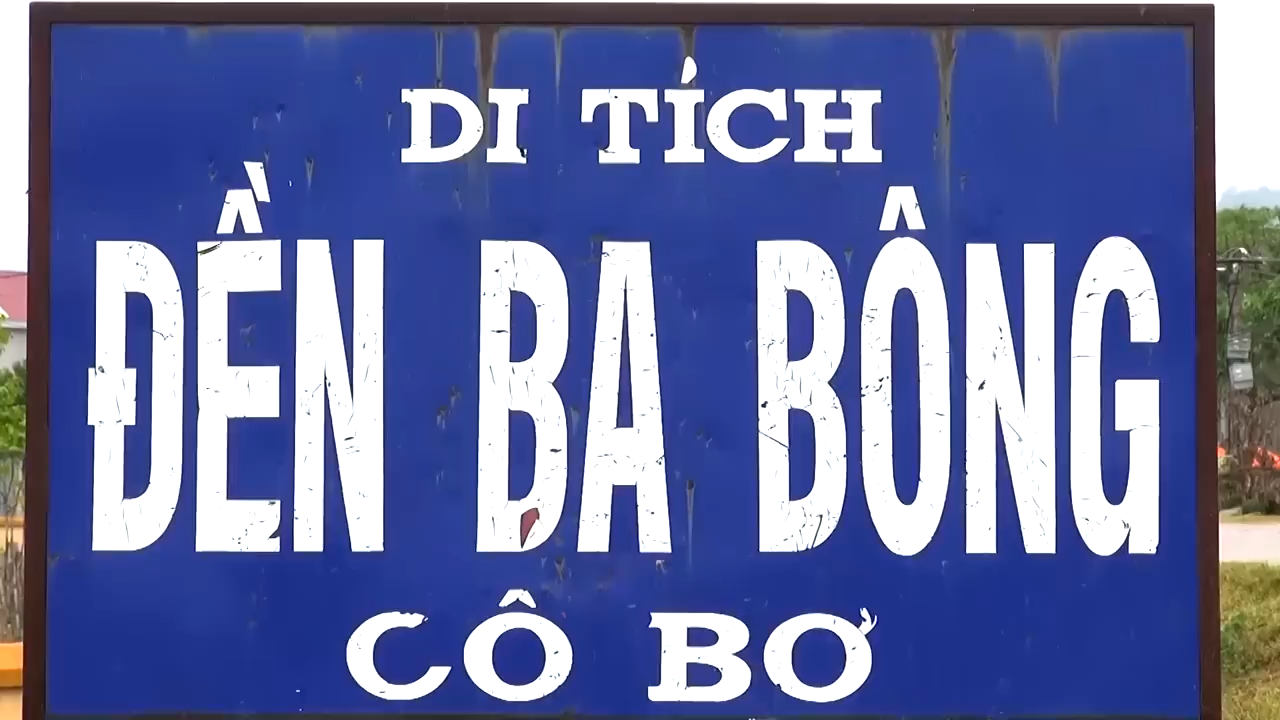 DI TÍCH
ĐỀN BA BÔNG
CÔ BƠ